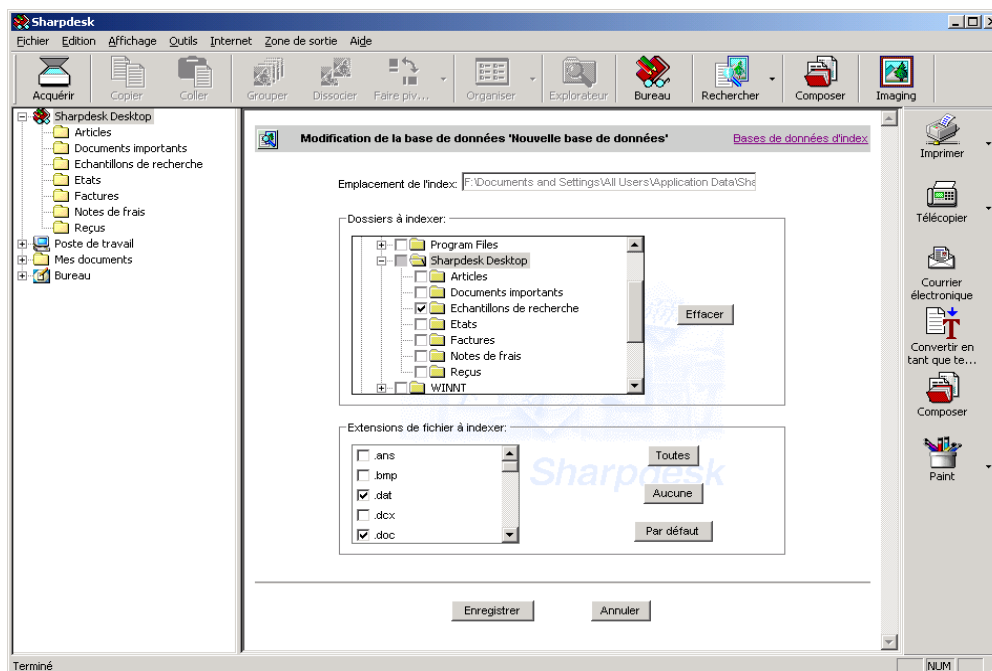 Sharpdesk
Fichier Edition Affichage Outils Internet Zone de sortie Aide
Acquérir Copier Coller Grouper Dissocier Faire piv... Organiser Explorateur Bureau Rechercher Composer Imaging
Sharpdesk Desktop
Articles
Documents importants
Echantillons de recherche
Etats
Factures
Notes de frais
Reçus
Poste de travail
Mes documents
Bureau
Modification de la base de données 'Nouvelle base de données' Bases de données d'index
Emplacement de l'index: F:\Documents and Settings\All Users\Application Data\Sha
Dossiers à indexer:
Program Files
Sharpdesk Desktop
Articles
Documents importants
Echantillons de recherche
Etats
Factures
Notes de frais
Reçus
WINNT
Effacer
Extensions de fichier à indexer:
.ans
.bmp
.dat
.dcx
.doc
Toutes
Aucune
Par défaut
Sharpdesk
Enregistrer Annuler
Imprimer
Télécopier
Courrier
électronique
Convertir en
tant que te...
Composer
Paint
Terminé NUM